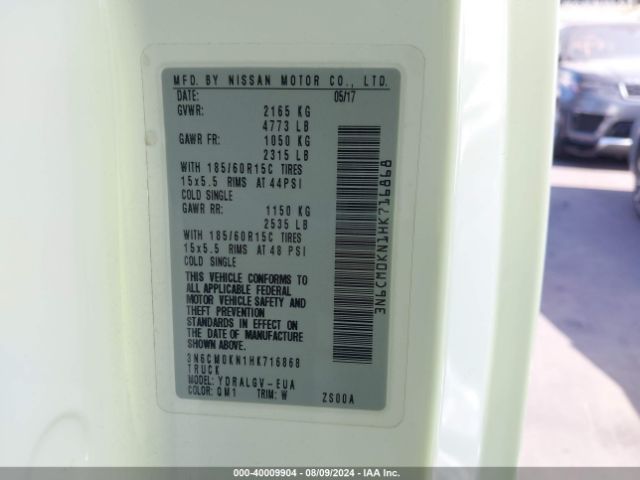 MFD. BY NISSAN MOTOR CO., LTD.
DATE: 05/17
GVWR: 2165 KG
4773 LB
GAWR FR: 1050 KG
2315 LB
WITH 185/60R15C TIRES
15x5.5 RIMS AT 44PSI
COLD SINGLE
GAWR RR: 1150 KG
2535 LB
WITH 185/60R15C TIRES
15x5.5 RIMS AT 48 PSI
COLD SINGLE
THIS VEHICLE CONFORMS TO
ALL APPLICABLE FEDERAL
MOTOR VEHICLE SAFETY AND
THEFT PREVENTION
STANDARDS IN EFFECT ON
THE DATE OF MANUFACTURE
SHOWN ABOVE.
3N6CM0KN1HK716868
TRUCK
MODEL: YDRALGV-EUA
COLOR: QM1 TRIM: W ZS00A
3N6CM0KN1HK716868
000-40009904 - 08/09/2024 - IAA Inc.